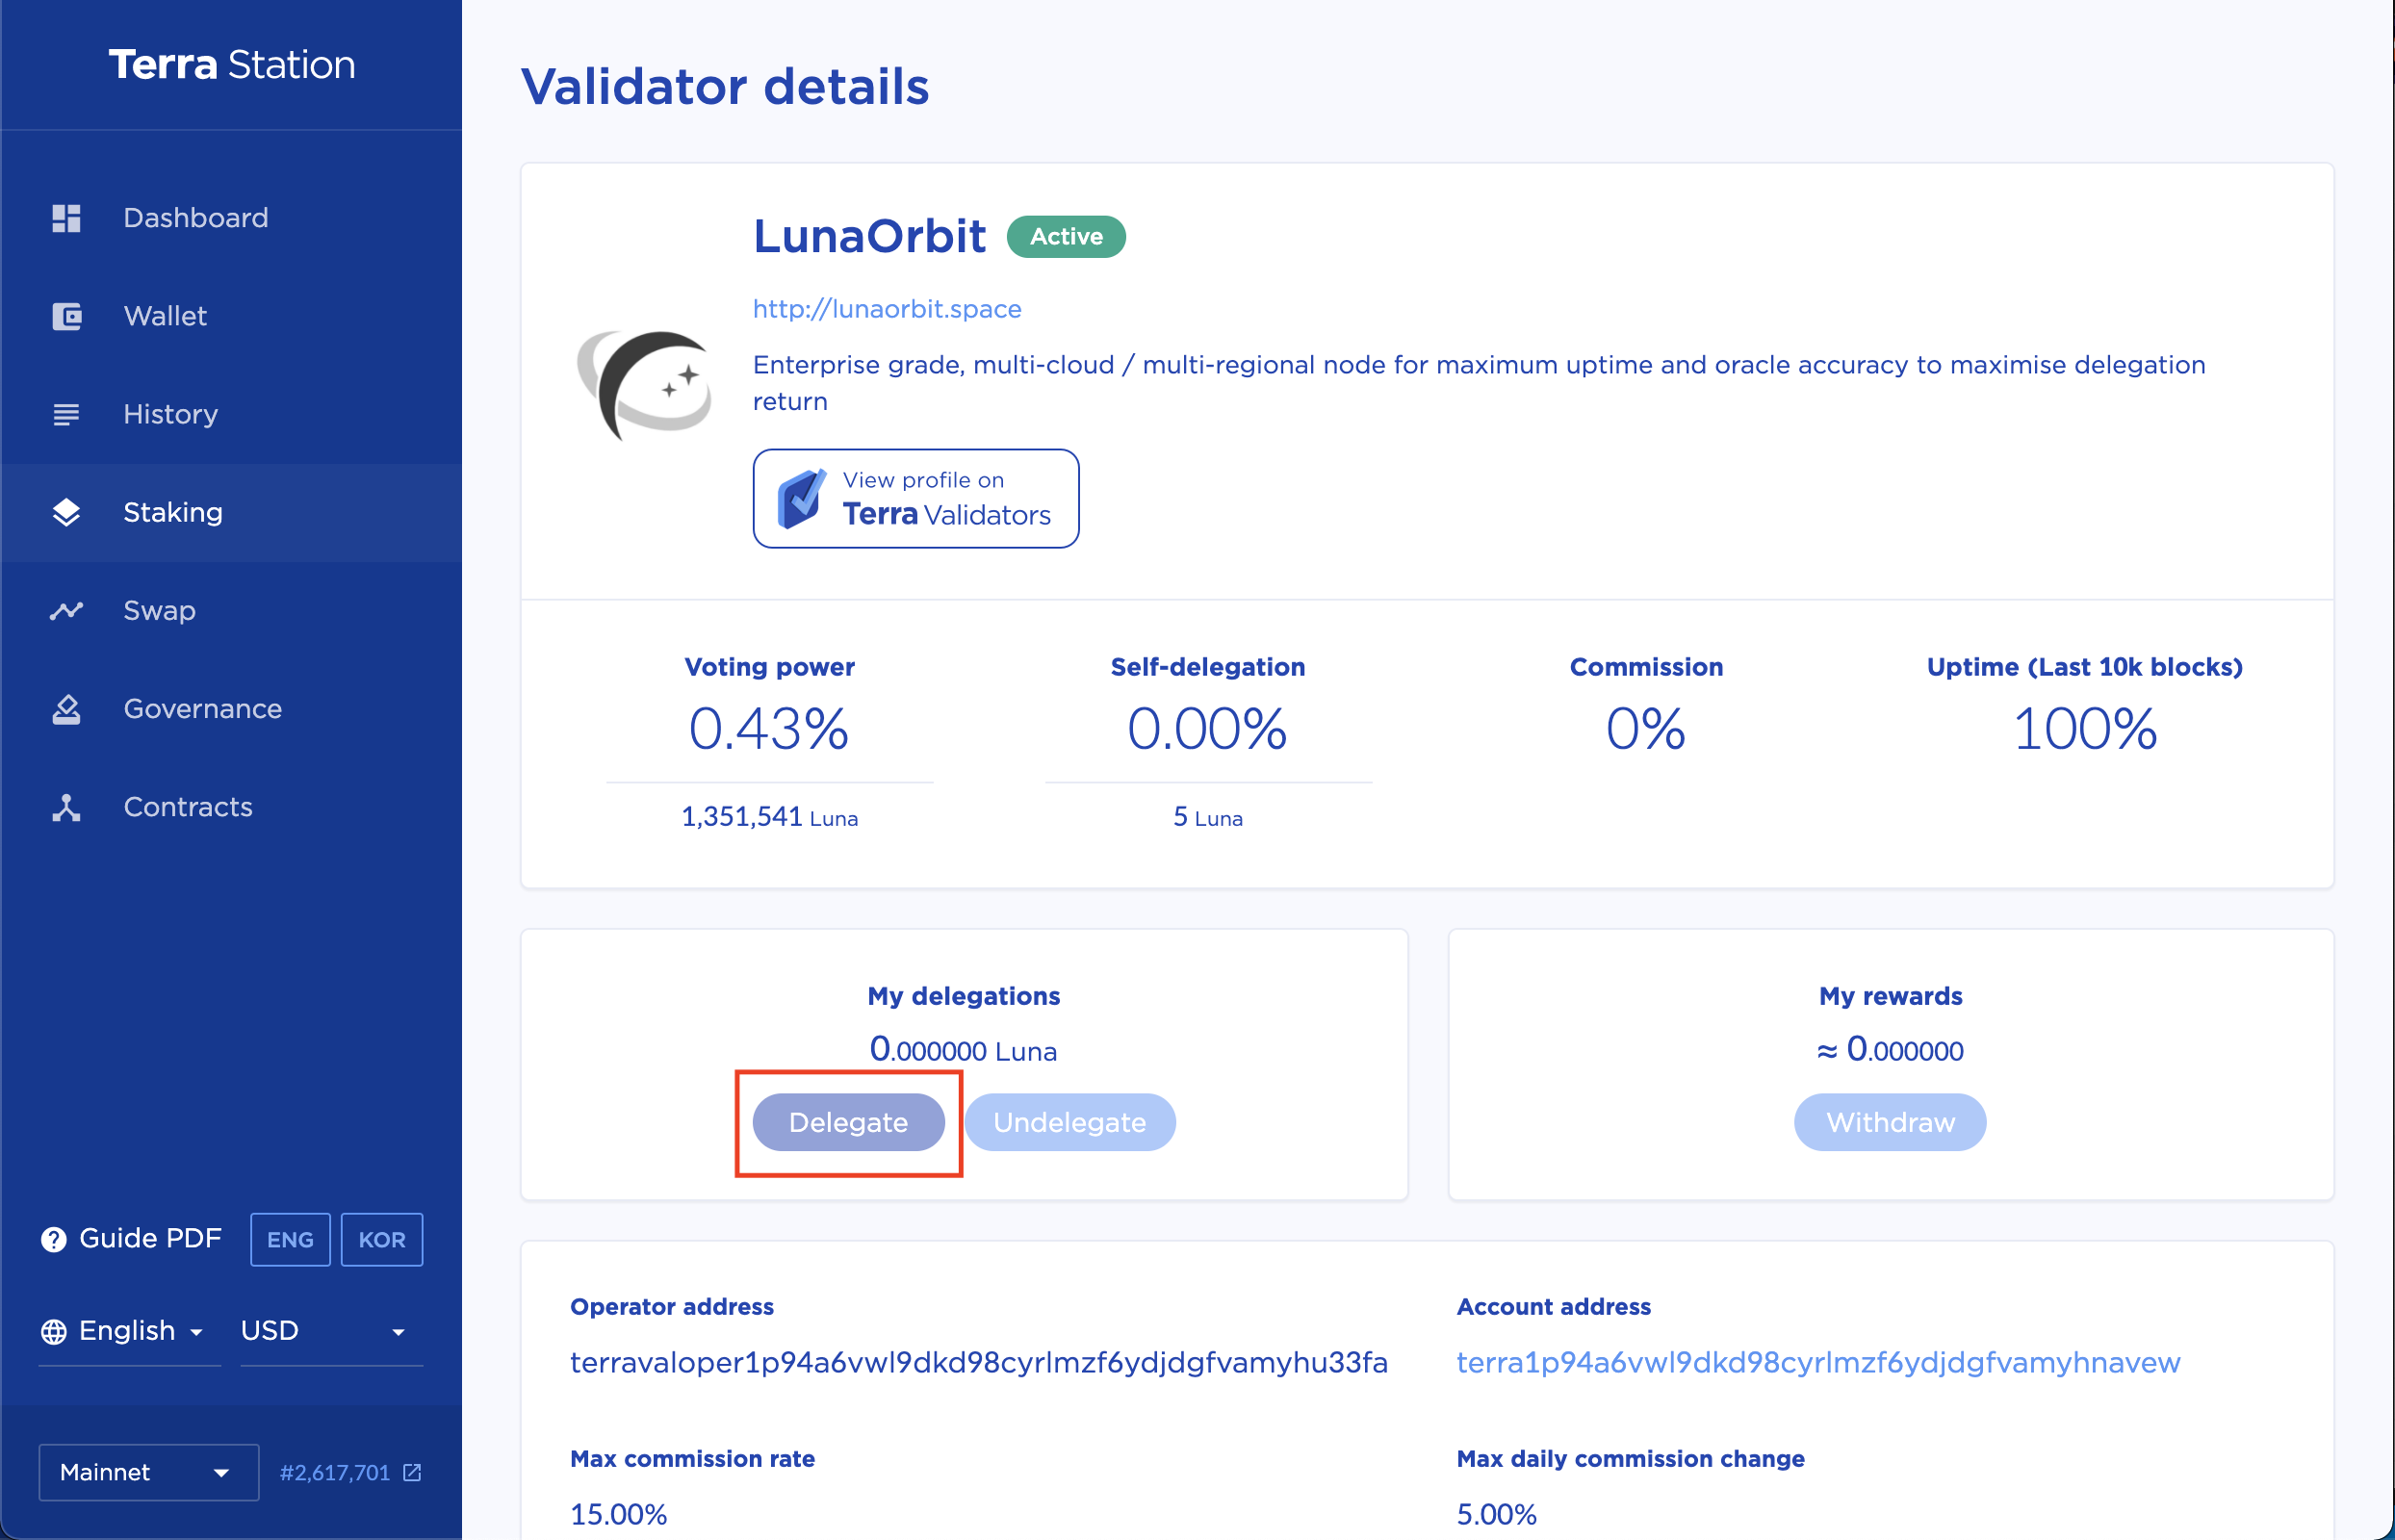 Terra Station
Dashboard
Wallet
History
Staking
Swap
Governance
Contracts
Guide PDF
ENG
KOR
English
USD
Mainnet
#2,617,701
Validator details
LunaOrbit
Active
http://lunaorbit.space
Enterprise grade, multi-cloud / multi-regional node for maximum uptime and oracle accuracy to maximise delegation
return
View profile on
Terra Validators
Voting power
0.43%
1,351,541 Luna
Self-delegation
0.00%
5 Luna
Commission
0%
Uptime (Last 10k blocks)
100%
My delegations
0.000000 Luna
Delegate
Undelegate
My rewards
≈ 0.000000
Withdraw
Operator address
terravaloper1p94a6vwl9dkd98cyrlmzf6ydjdgfvamyhu33fa
Account address
terra1p94a6vwl9dkd98cyrlmzf6ydjdgfvamyhnavew
Max commission rate
15.00%
Max daily commission change
5.00%